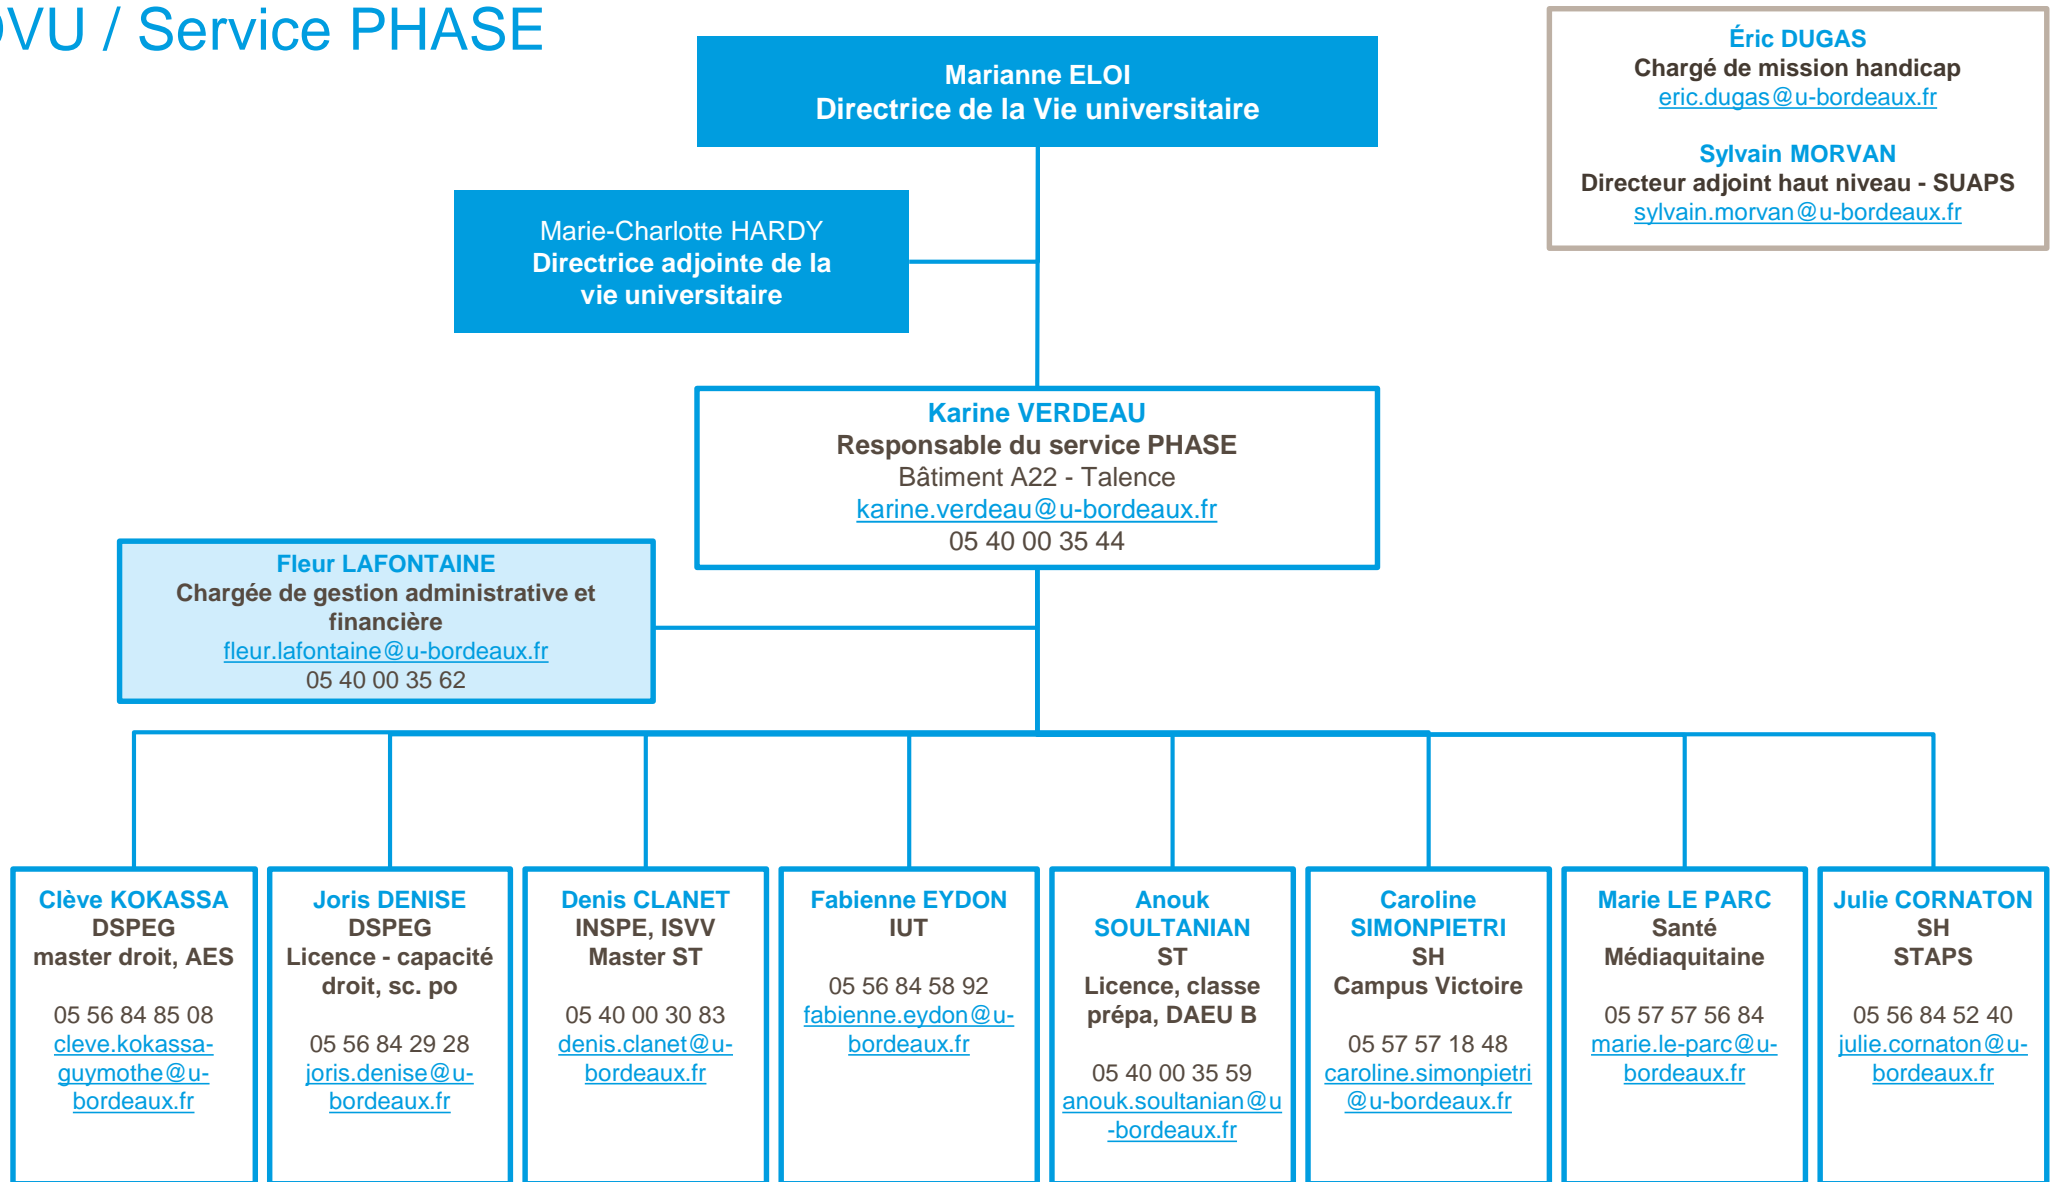 VU / Service PHASE
Marianne ELOI
Directrice de la Vie universitaire
Éric DUGAS
Chargé de mission handicap
eric.dugas@u-bordeaux.fr
Sylvain MORVAN
Directeur adjoint haut niveau - SUAPS
sylvain.morvan@u-bordeaux.fr
Marie-Charlotte HARDY
Directrice adjointe de la
vie universitaire
Karine VERDEAU
Responsable du service PHASE
Bâtiment A22 - Talence
karine.verdeau@u-bordeaux.fr
05 40 00 35 44
Fleur LAFONTAINE
Chargée de gestion administrative et
financière
fleur.lafontaine@u-bordeaux.fr
05 40 00 35 62
Clève KOKASSA
DSPEG
master droit, AES
05 56 84 85 08
cleve.kokassa-
guymothe@u-
bordeaux.fr
Joris DENISE
DSPEG
Licence - capacité
droit, sc. po
05 56 84 29 28
joris.denise@u-
bordeaux.fr
Denis CLANET
INSPE, ISVV
Master ST
05 40 00 30 83
denis.clanet@u-
bordeaux.fr
Fabienne EYDON
IUT
05 56 84 58 92
fabienne.eydon@u-
bordeaux.fr
Anouk
SOULTANIAN
ST
Licence, classe
prépa, DAEU B
05 40 00 35 59
anouk.soultanian@u
-bordeaux.fr
Caroline
SIMONPIETRI
SH
Campus Victoire
05 57 57 18 48
caroline.simonpietri
@u-bordeaux.fr
Marie LE PARC
Santé
Médiaquitaine
05 57 57 56 84
marie.le-parc@u-
bordeaux.fr
Julie CORNATON
SH
STAPS
05 56 84 52 40
julie.cornaton@u-
bordeaux.fr